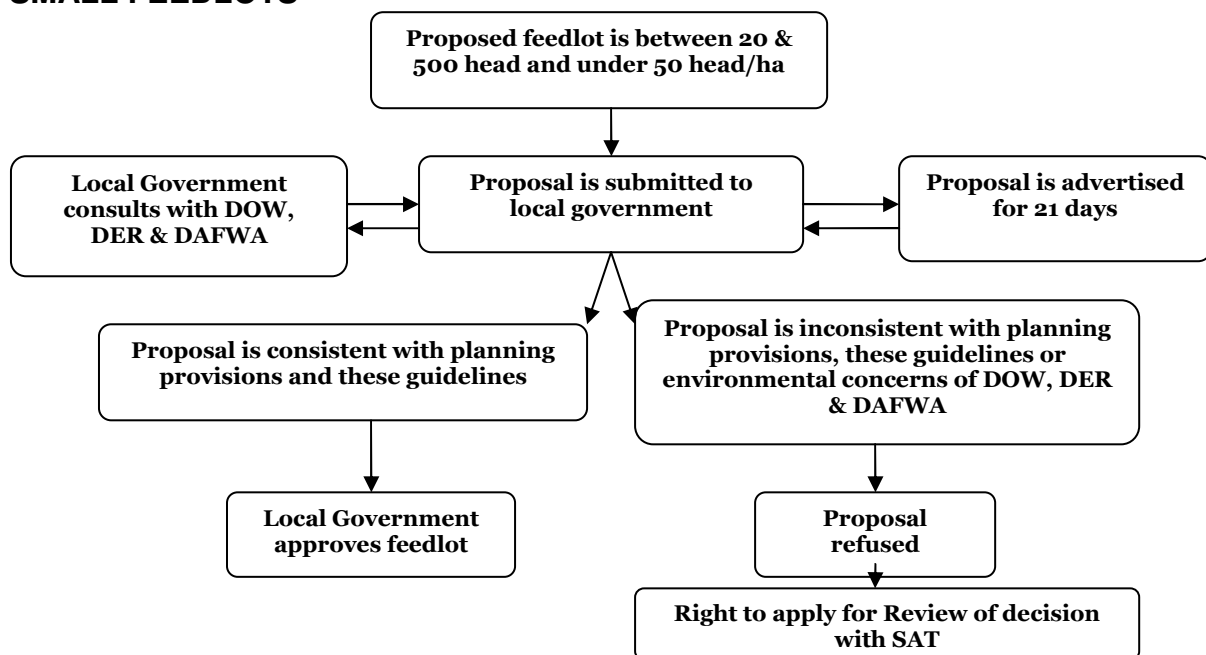 SMALL FEEDLOTS
Proposed feedlot is between 20 &
500 head and under 50 head/ha
Local Government
consults with DOW,
DER & DAFWA
Proposal is submitted to
local government
Proposal is advertised
for 21 days
Proposal is consistent with planning
provisions and these guidelines
Proposal is inconsistent with planning
provisions, these guidelines or
environmental concerns of DOW, DER
& DAFWA
Local Government
approves feedlot
Proposal
refused
Right to apply for Review of decision
with SAT